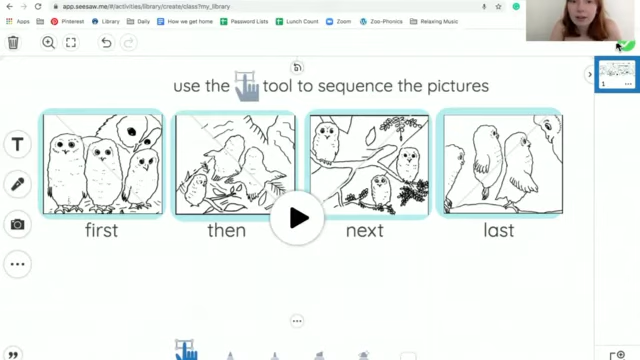 app.seesaw.me/#/activities/library/create/class?my_library
Apps
Pinterest
Library
Daily
How we get home
Password Lists
Lunch Count
Zoom
Zoo-Phonics
Relaxing Music
use the tool to sequence the pictures
1
T
first then next last